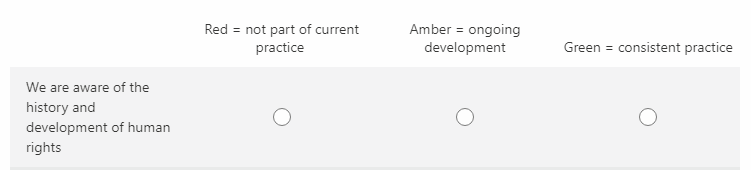 Red = not part of current
practice
Amber = ongoing
development
Green = consistent practice
We are aware of the
history and
development of human
rights